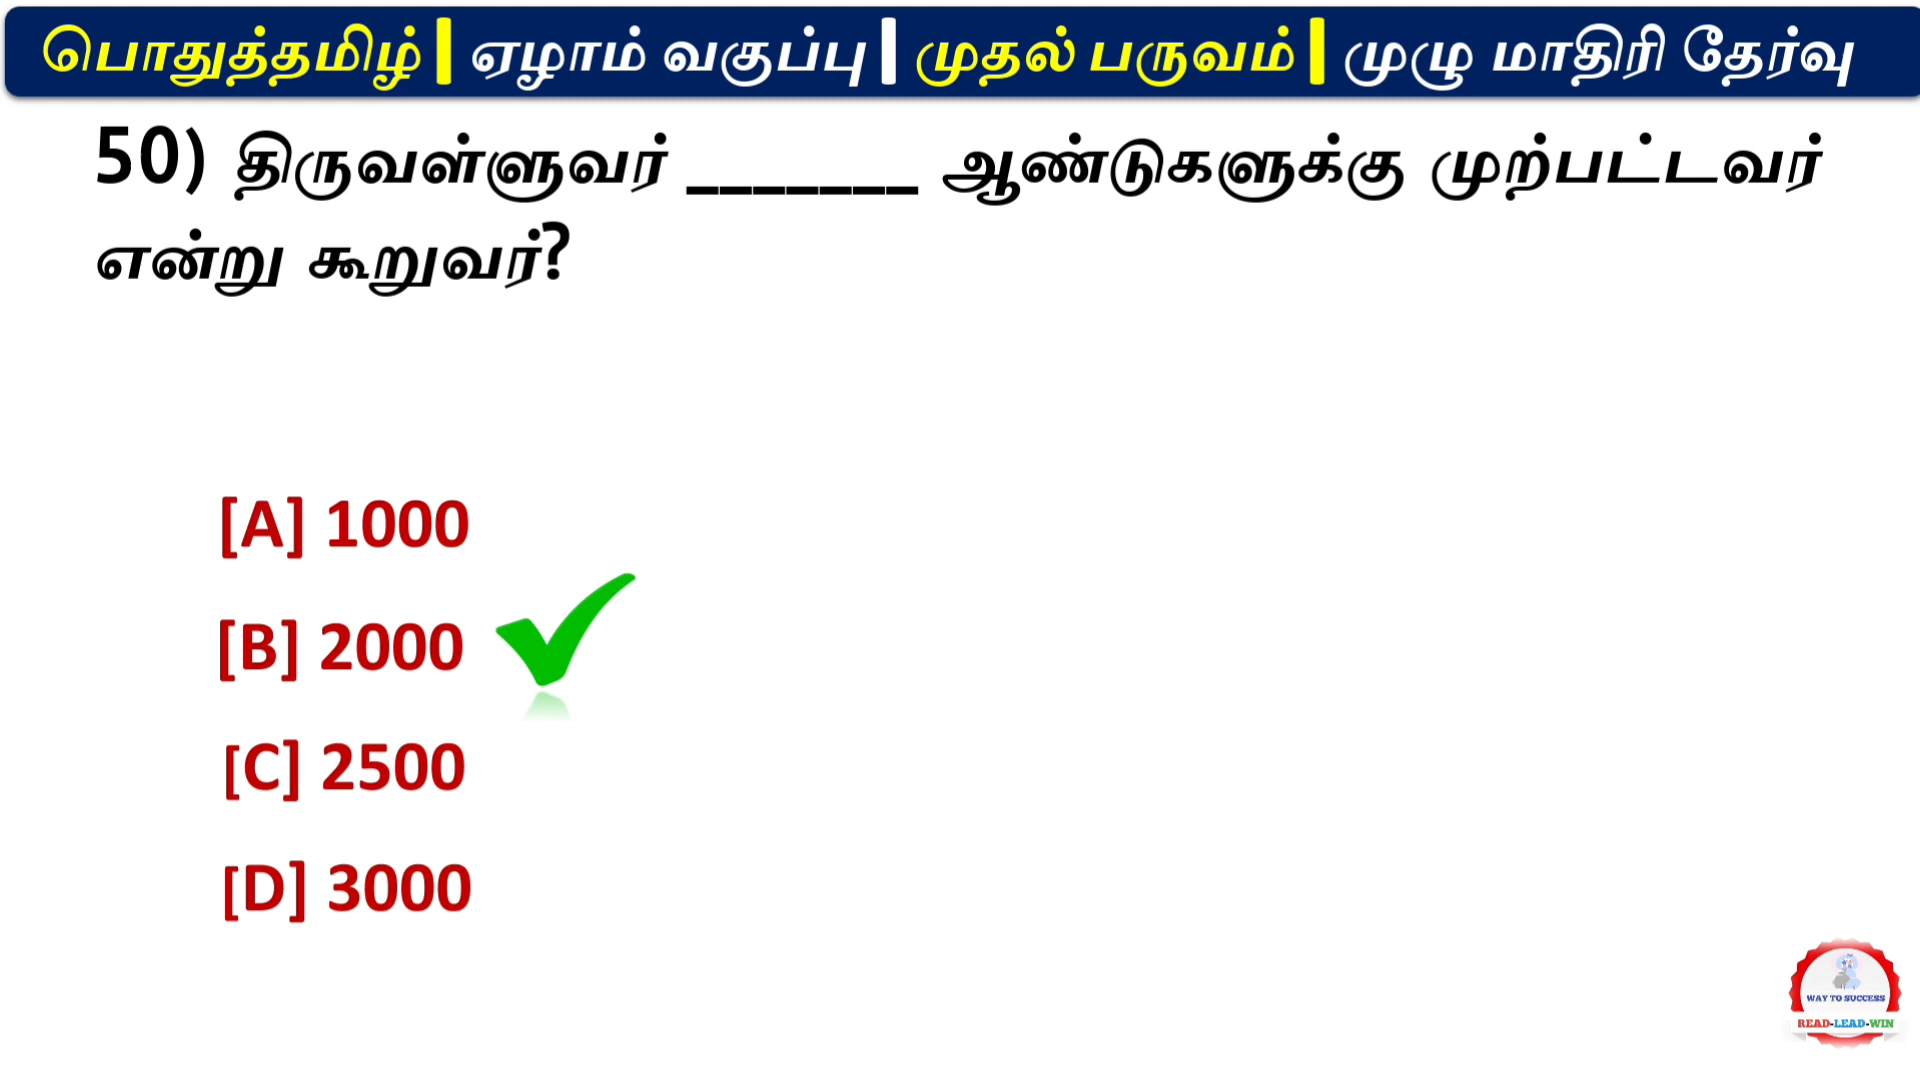 பொதுத்தமிழ் | ஏழாம் வகுப்பு | முதல் பருவம் | முழு மாதிரி தேர்வு
50) திருவள்ளுவர் _______ ஆண்டுகளுக்கு முற்பட்டவர்
என்று கூறுவர்?
[A] 1000
[B] 2000
[C] 2500
[D] 3000
WAY TO SUCCESS
READ-LEAD-WIN